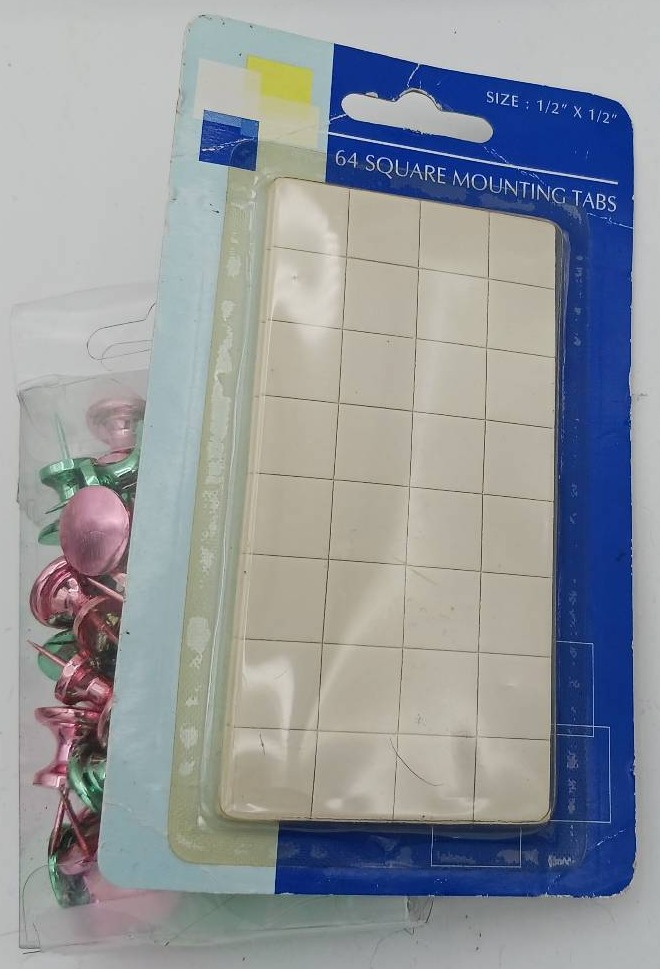 SIZE : 1/2" X 1/2"
64 SQUARE MOUNTING TABS